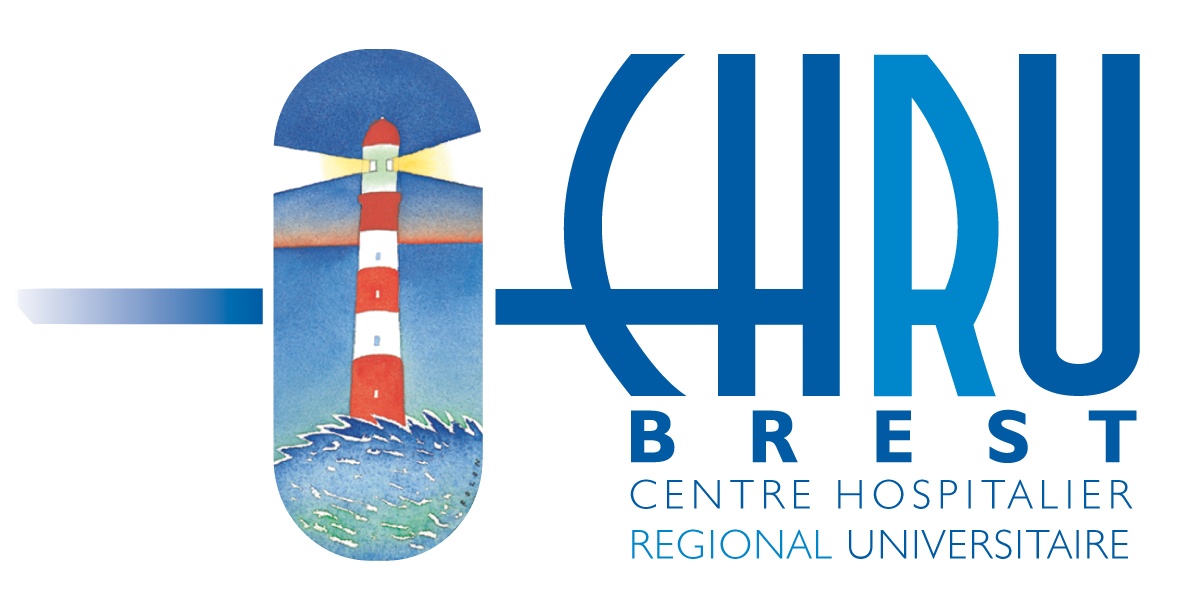 CHRU
BREST
CENTRE HOSPITALIER
REGIONAL UNIVERSITAIRE